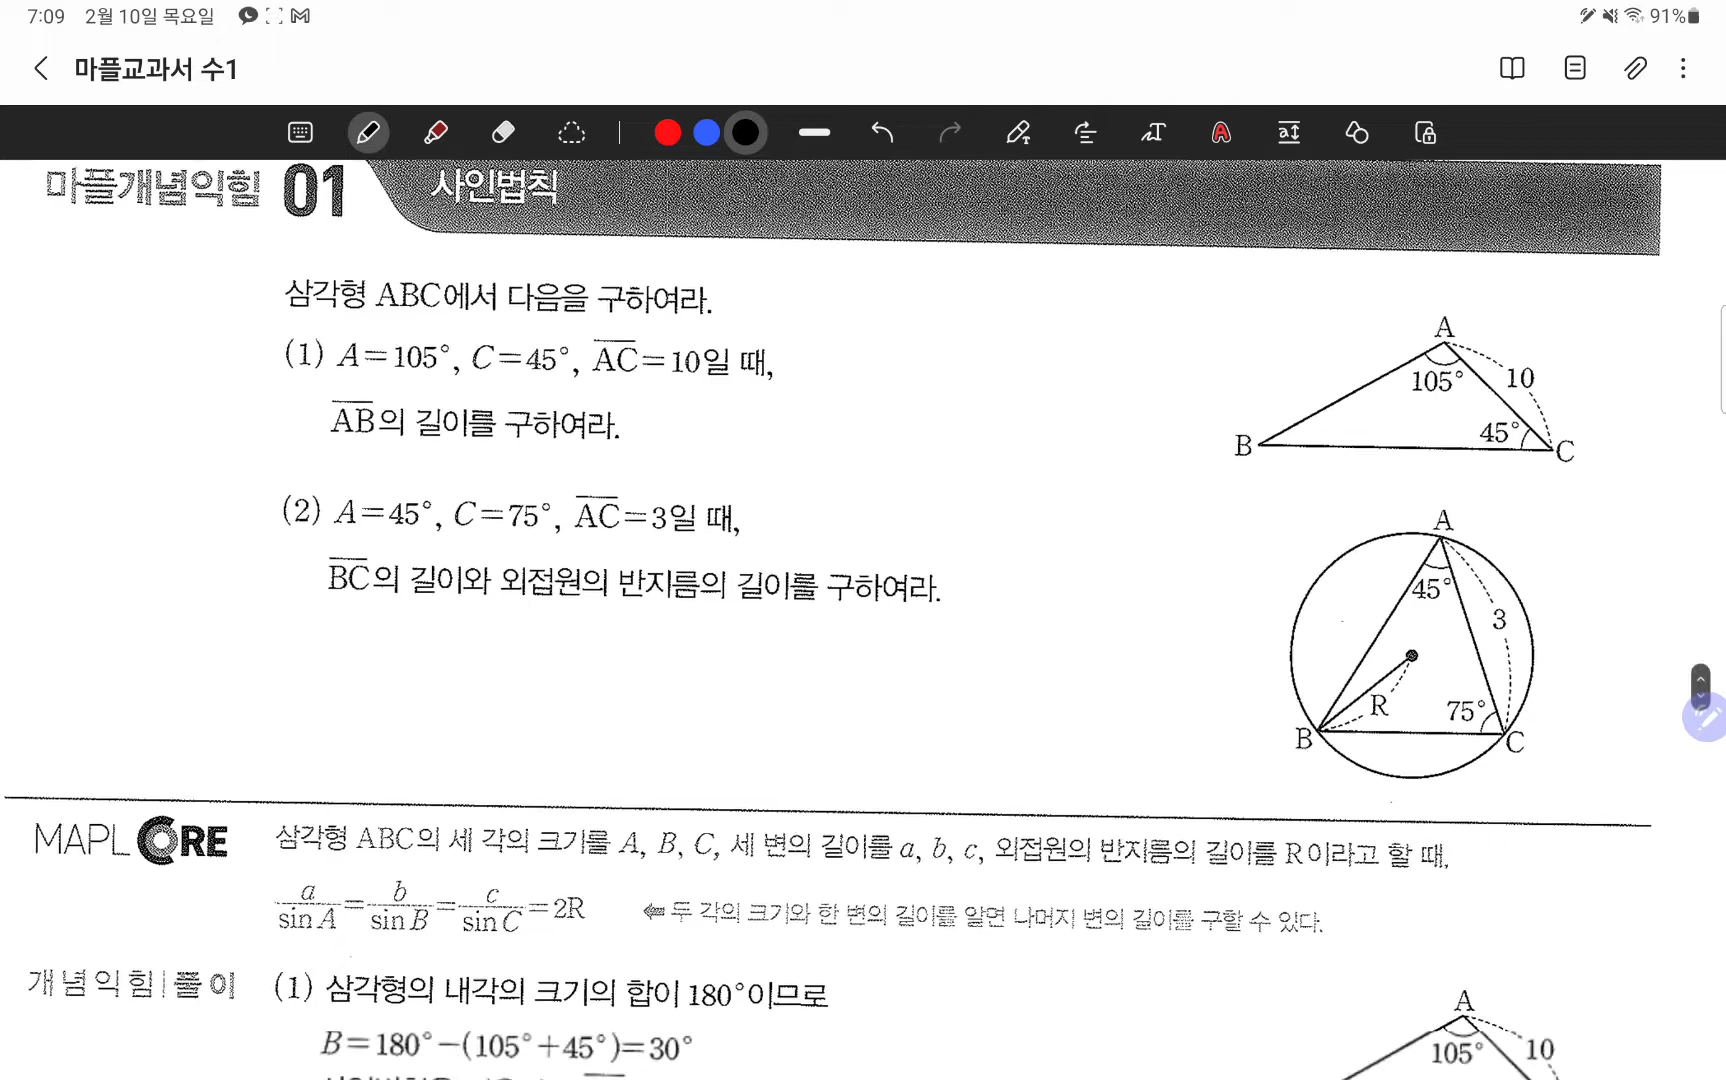 7:09 2월 10일 목요일 91%
마플교과서 수1
마플개념익힘 01 사인법칙
삼각형 ABC에서 다음을 구하여라.
(1) A=105°, C=45°, AC=10일 때,
AB의 길이를 구하여라.
A
105°
10
45°
B
C
(2) A=45°, C=75°, AC=3일 때,
BC의 길이와 외접원의 반지름의 길이를 구하여라.
A
45°
3
R
75°
B
C
MAPL CORE 삼각형 ABC의 세 각의 크기를 A, B, C, 세 변의 길이를 a, b, c, 외접원의 반지름의 길이를 R이라고 할 때,
a/sin A = b/sin B = c/sin C = 2R ⇐ 두 각의 크기와 한 변의 길이를 알면 나머지 변의 길이를 구할 수 있다.
개념익힘|풀이 (1) 삼각형의 내각의 크기의 합이 180°이므로
B=180°-(105°+45°)=30°
A
105°
10